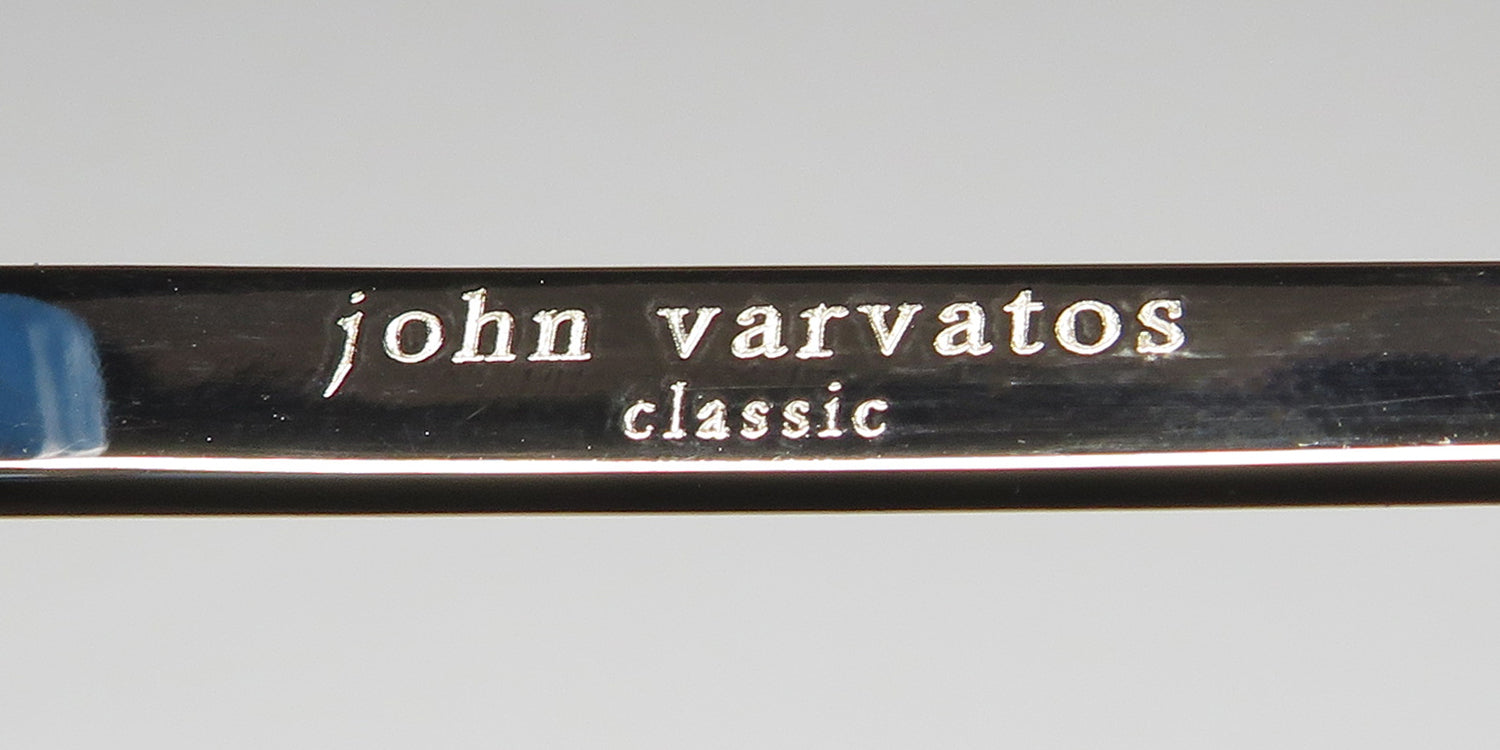 john varvatos
classic